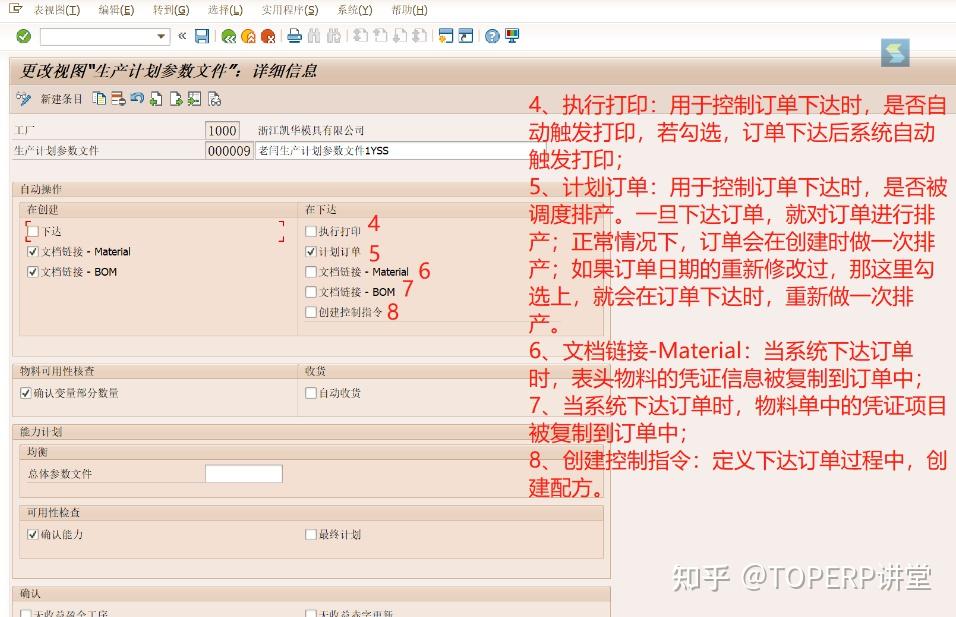 表视图(T) 编辑(E) 转到(G) 选择(L) 实用程序(S) 系统(Y) 帮助(H)
更改视图“生产计划参数文件”：详细信息
新建条目
工厂 1000 浙江凯华模具有限公司
生产计划参数文件 000009 老闫生产计划参数文件1YSS
自动操作
在创建 在下达
下达 执行打印 4
文档链接 - Material 计划订单 5
文档链接 - BOM 文档链接 - Material 6
文档链接 - BOM 7
创建控制指令 8
物料可用性核查 收货
确认变量部分数量 自动收货
能力计划
均衡
总体参数文件
可用性检查
确认能力 最终计划
确认
4、执行打印：用于控制订单下达时，是否自
动触发打印，若勾选，订单下达后系统自动
触发打印；
5、计划订单：用于控制订单下达时，是否被
调度排产。一旦下达订单，就对订单进行排
产；正常情况下，订单会在创建时做一次排
产；如果订单日期的重新修改过，那这里勾
选上，就会在订单下达时，重新做一次排
产。
6、文档链接-Material：当系统下达订单
时，表头物料的凭证信息被复制到订单中；
7、当系统下达订单时，物料单中的凭证项目
被复制到订单中；
8、创建控制指令：定义下达订单过程中，创
建配方。
知乎 @TOPERP讲堂